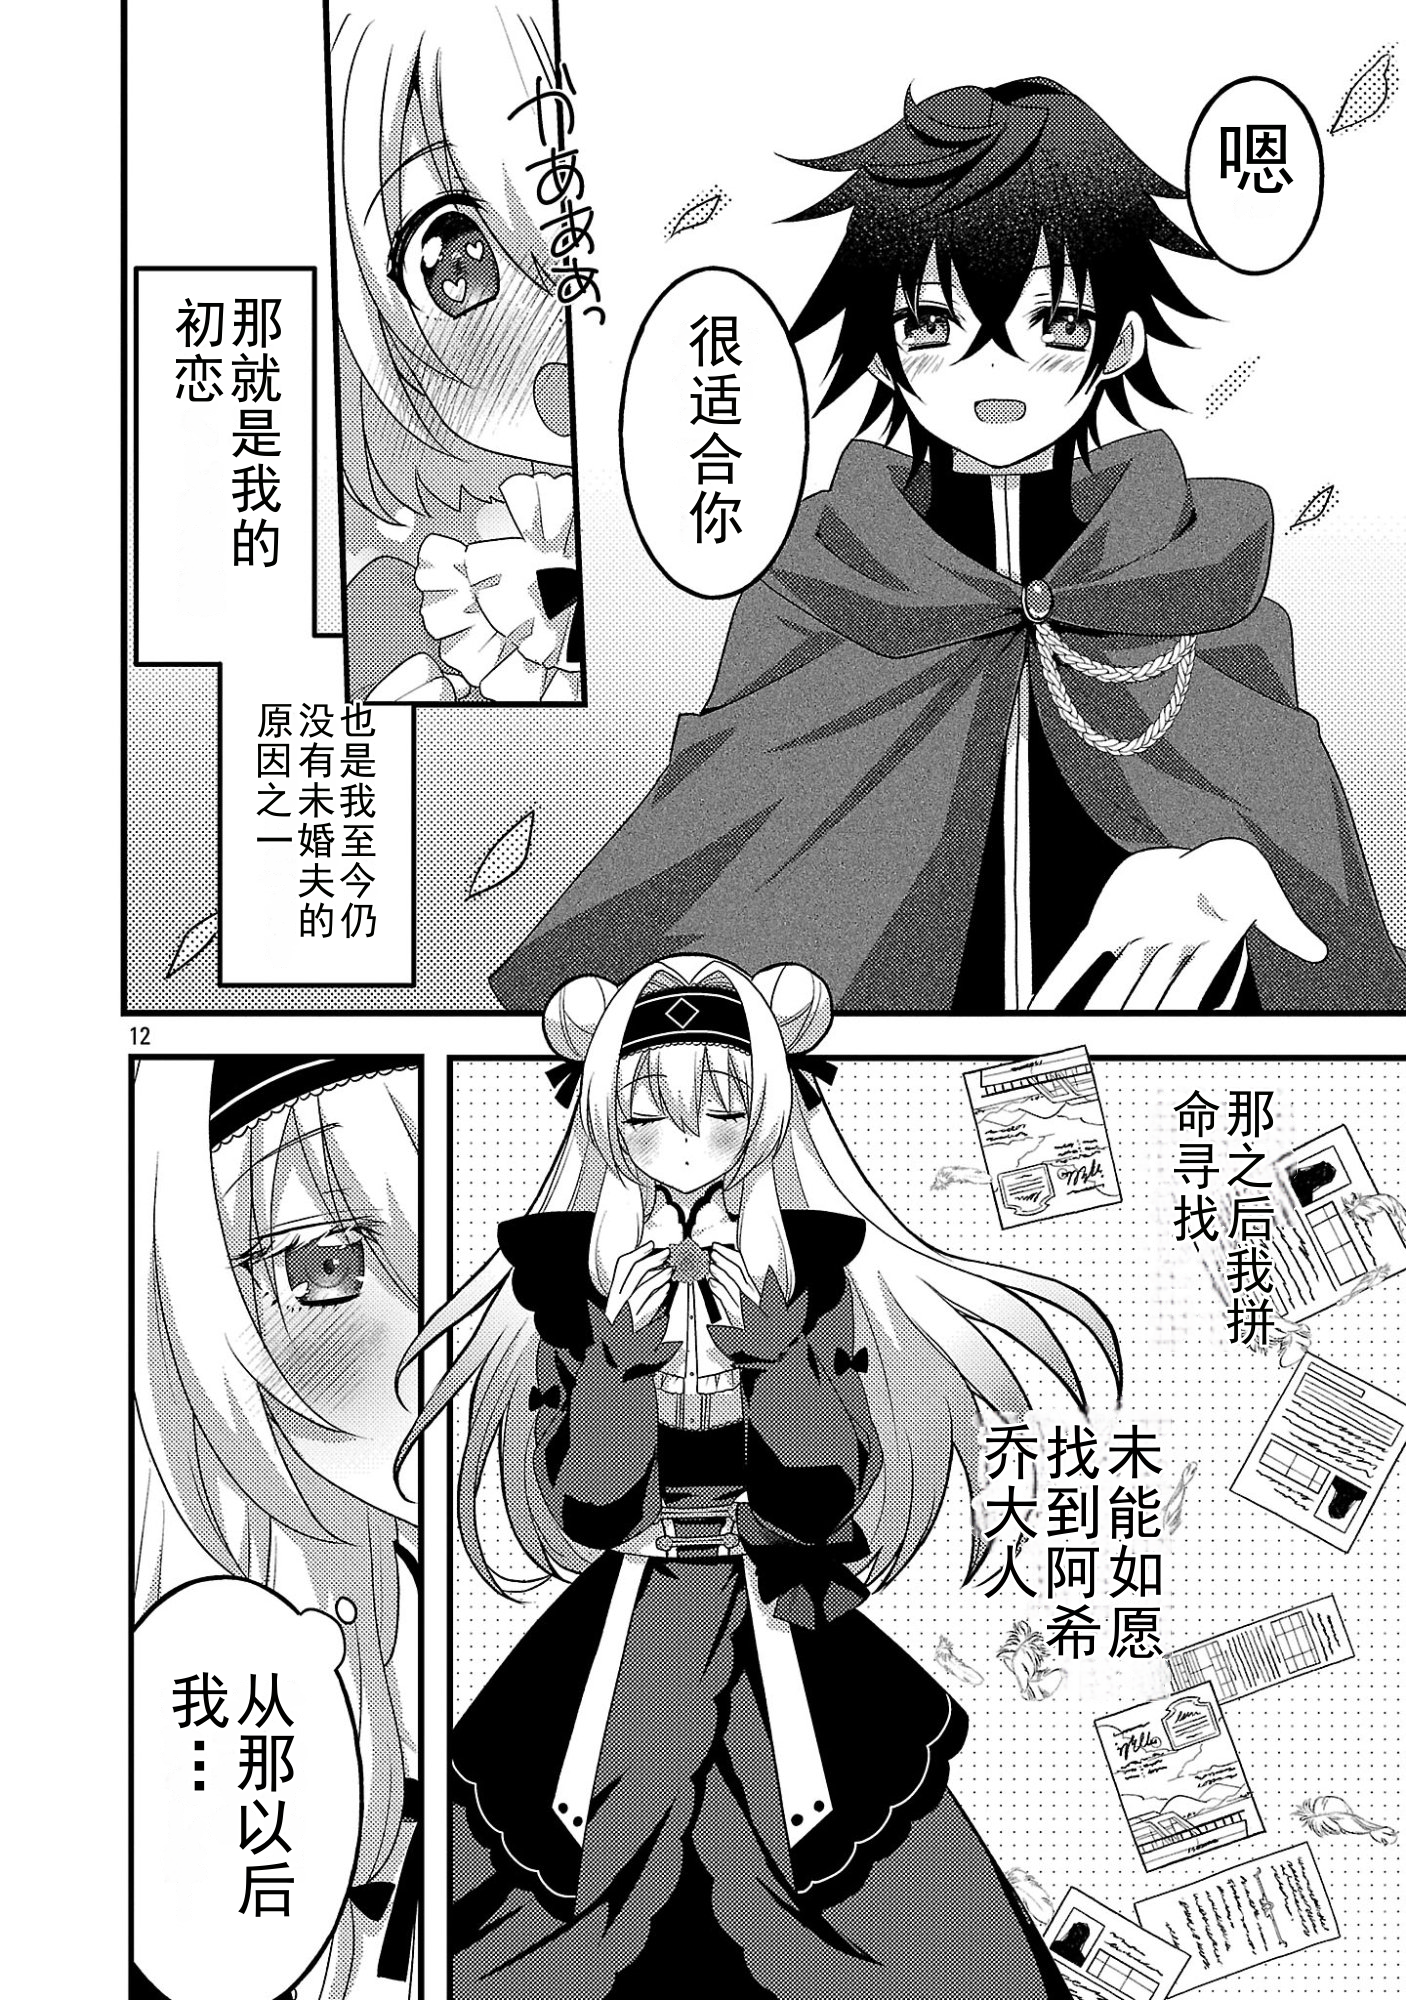 嗯
很适合你
かあああぁっ
那就是我的
初恋
也是我至今仍
没有未婚夫的
原因之一
12
那之后我拼
命寻找
未能如愿
找到阿希
乔大人
从那以后
我…